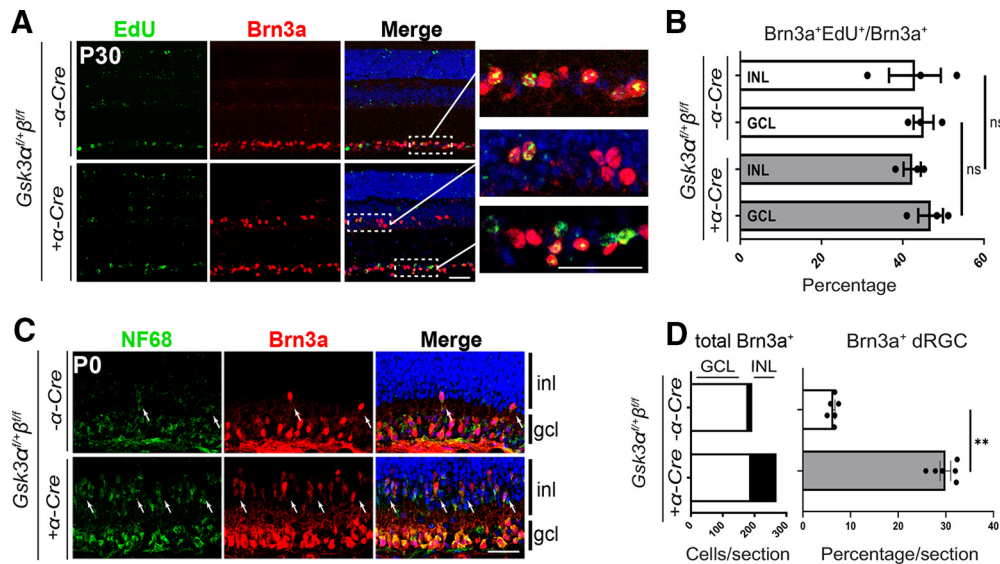 A
EdU
Brn3a
Merge
P30
Gsk3α^f/+ β^f/f
-α-Cre
+α-Cre
B
Brn3a⁺EdU⁺/Brn3a⁺
Gsk3α^f/+ β^f/f
-α-Cre
+α-Cre
INL
GCL
INL
GCL
ns
ns
0
20
40
60
Percentage
C
NF68
Brn3a
Merge
P0
Gsk3α^f/+ β^f/f
-α-Cre
+α-Cre
inl
gcl
inl
gcl
D
total Brn3a⁺
GCL
INL
Gsk3α^f/+ β^f/f
-α-Cre
+α-Cre
0
100
200
300
Cells/section
Brn3a⁺ dRGC
**
0
10
20
30
40
Percentage/section